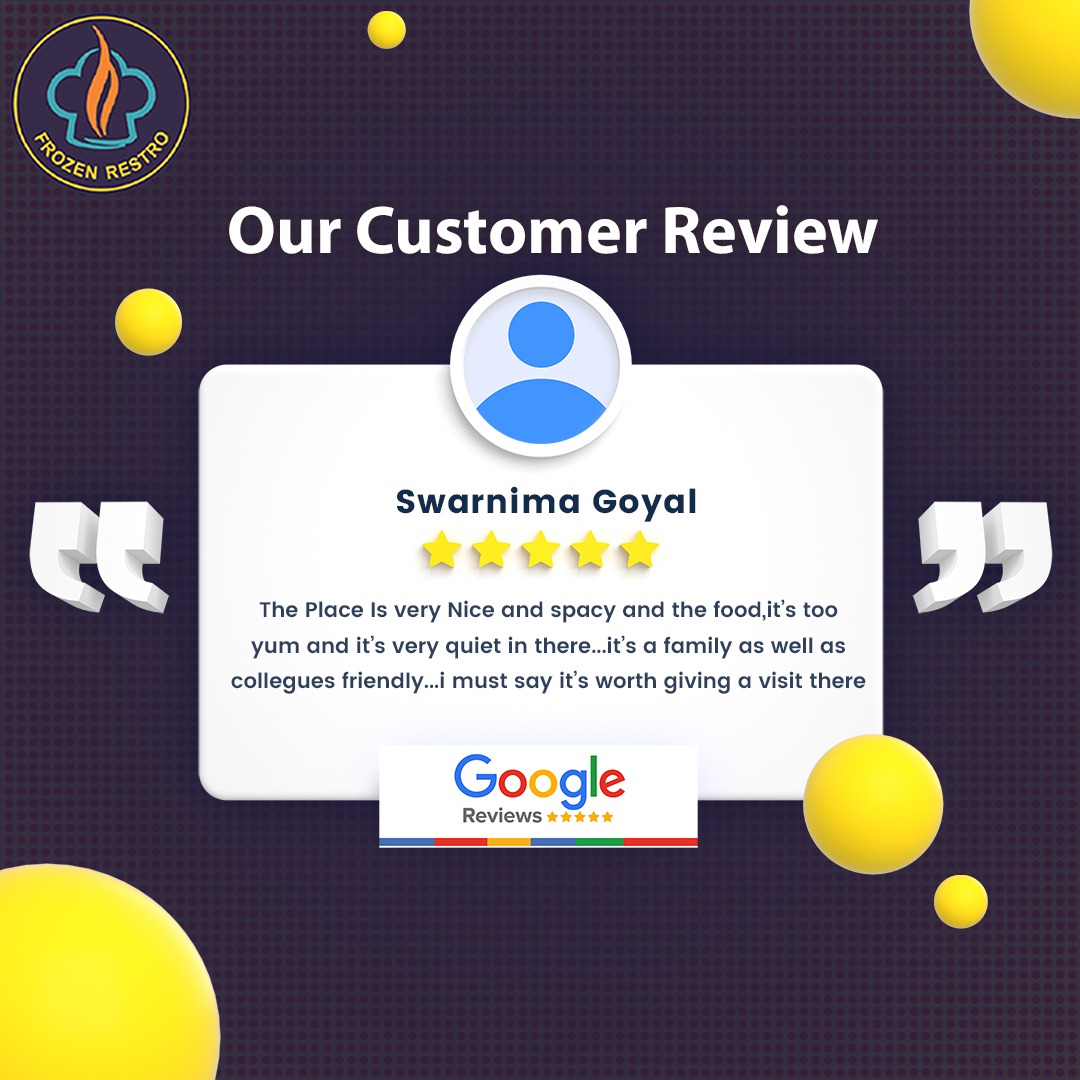 FROZEN RESTRO
Our Customer Review
Swarnima Goyal
The Place Is very Nice and spacy and the food,it's too
yum and it's very quiet in there...it's a family as well as
collegues friendly...i must say it's worth giving a visit there
Google
Reviews